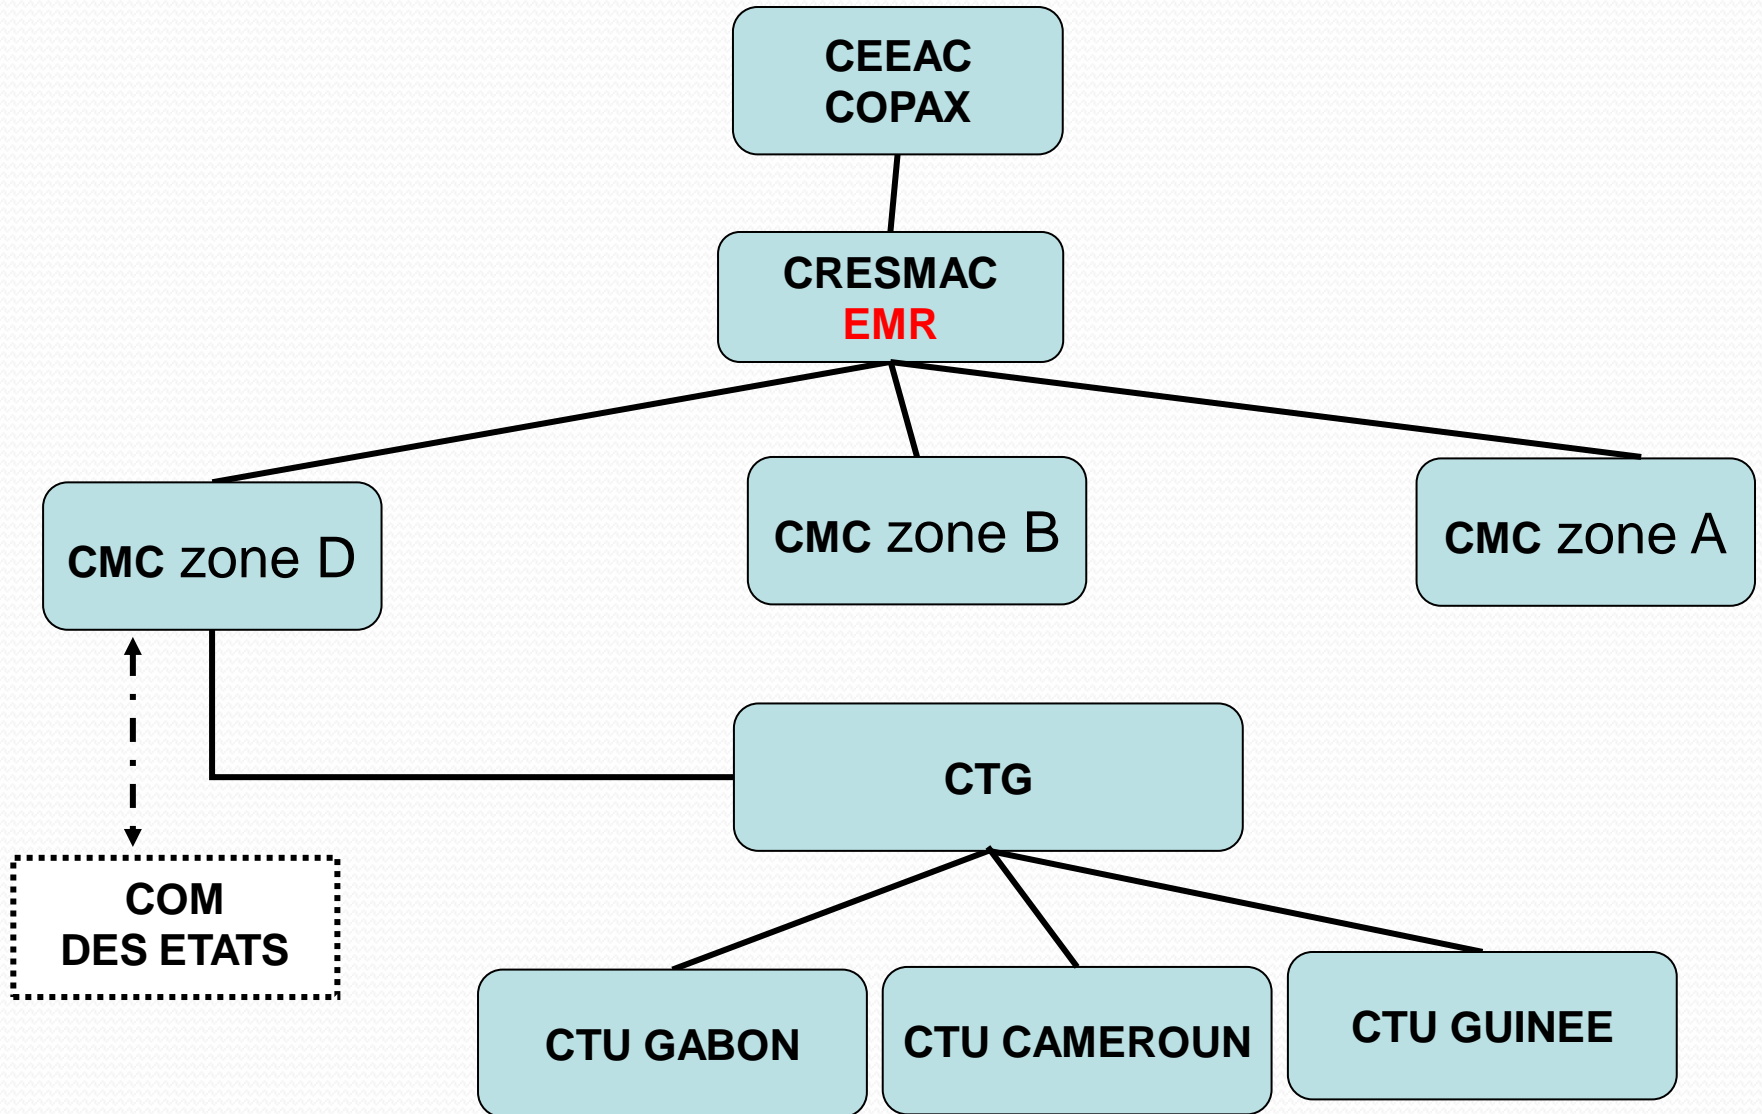 CEEAC
COPAX
CRESMAC
EMR
CMC zone D
CMC zone B
CMC zone A
CTG
COM
DES ETATS
CTU GABON
CTU CAMEROUN
CTU GUINEE